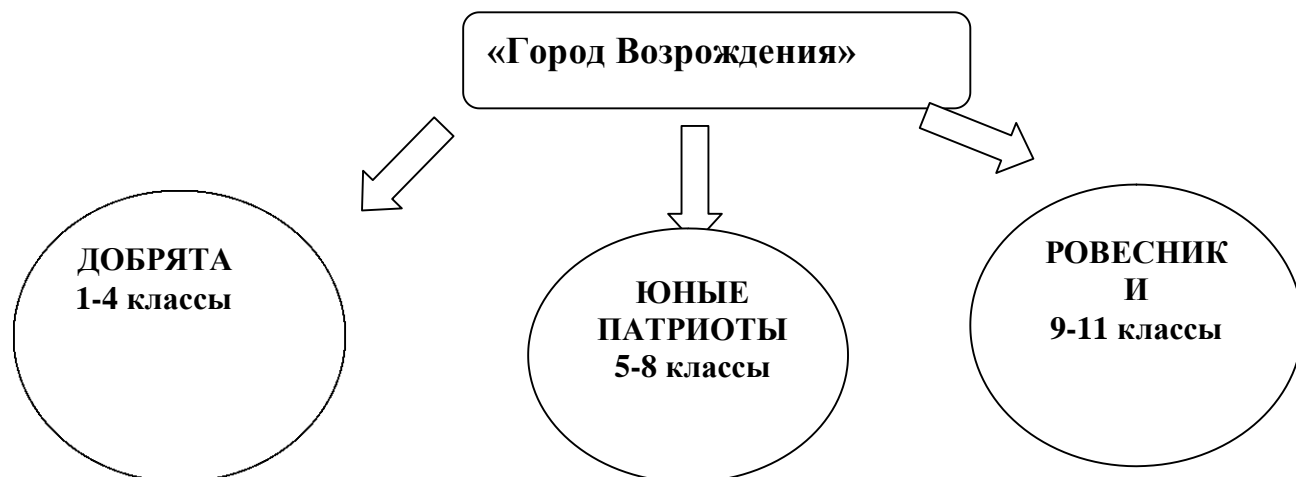 «Город Возрождения»
ДОБРЯТА
1-4 классы
ЮНЫЕ
ПАТРИОТЫ
5-8 классы
РОВЕСНИК
И
9-11 классы